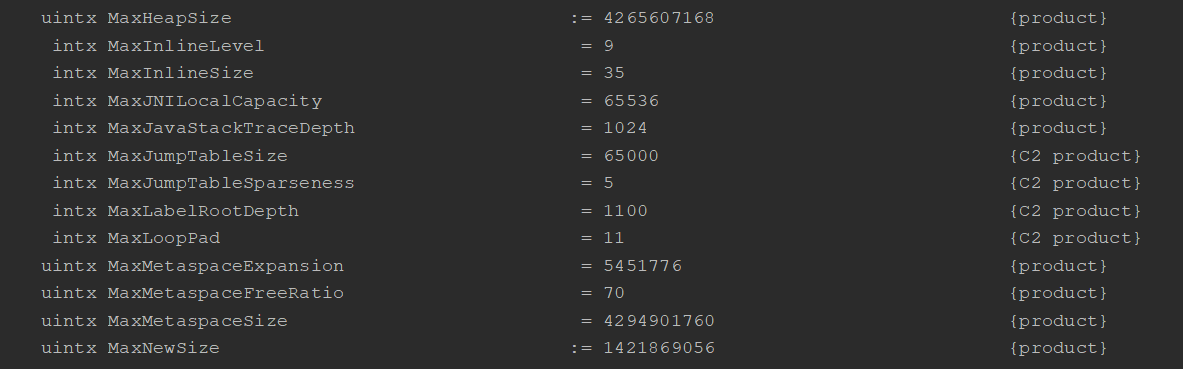 uintx MaxHeapSize := 4265607168 {product}
intx MaxInlineLevel = 9 {product}
intx MaxInlineSize = 35 {product}
intx MaxJNILocalCapacity = 65536 {product}
intx MaxJavaStackTraceDepth = 1024 {product}
intx MaxJumpTableSize = 65000 {C2 product}
intx MaxJumpTableSparseness = 5 {C2 product}
intx MaxLabelRootDepth = 1100 {C2 product}
intx MaxLoopPad = 11 {C2 product}
uintx MaxMetaspaceExpansion = 5451776 {product}
uintx MaxMetaspaceFreeRatio = 70 {product}
uintx MaxMetaspaceSize = 4294901760 {product}
uintx MaxNewSize := 1421869056 {product}